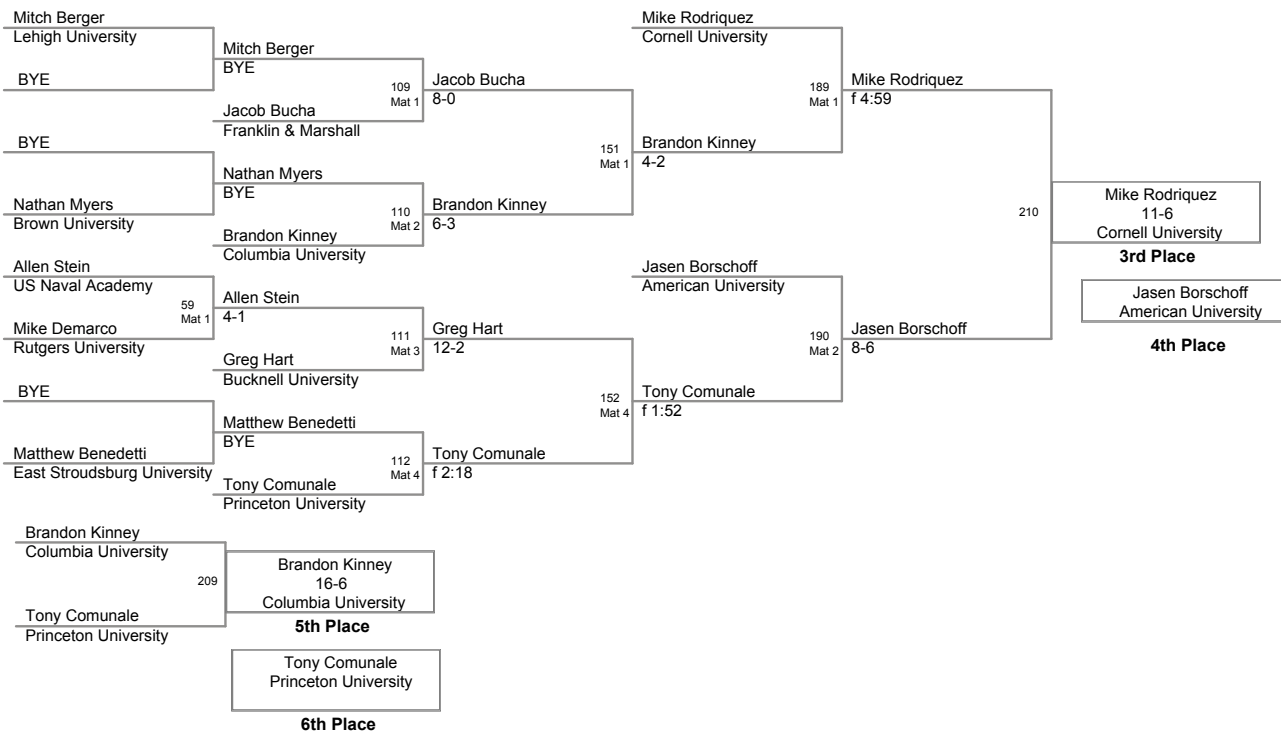 Mitch Berger
Lehigh University
BYE
BYE
Nathan Myers
Brown University
Allen Stein
US Naval Academy
59
Mat 1
Mike Demarco
Rutgers University
BYE
Matthew Benedetti
East Stroudsburg University
Mitch Berger
BYE
109
Mat 1
Jacob Bucha
Franklin & Marshall
Nathan Myers
BYE
110
Mat 2
Brandon Kinney
Columbia University
Allen Stein
4-1
111
Mat 3
Greg Hart
Bucknell University
Matthew Benedetti
BYE
112
Mat 4
Tony Comunale
Princeton University
Jacob Bucha
8-0
151
Mat 1
Brandon Kinney
6-3
Greg Hart
12-2
152
Mat 4
Tony Comunale
f 2:18
Mike Rodriquez
Cornell University
189
Mat 1
Brandon Kinney
4-2
Jasen Borschoff
American University
190
Mat 2
Tony Comunale
f 1:52
Mike Rodriquez
f 4:59
210
Jasen Borschoff
8-6
Mike Rodriquez
11-6
Cornell University
3rd Place
Jasen Borschoff
American University
4th Place
Brandon Kinney
Columbia University
209
Tony Comunale
Princeton University
Brandon Kinney
16-6
Columbia University
5th Place
Tony Comunale
Princeton University
6th Place